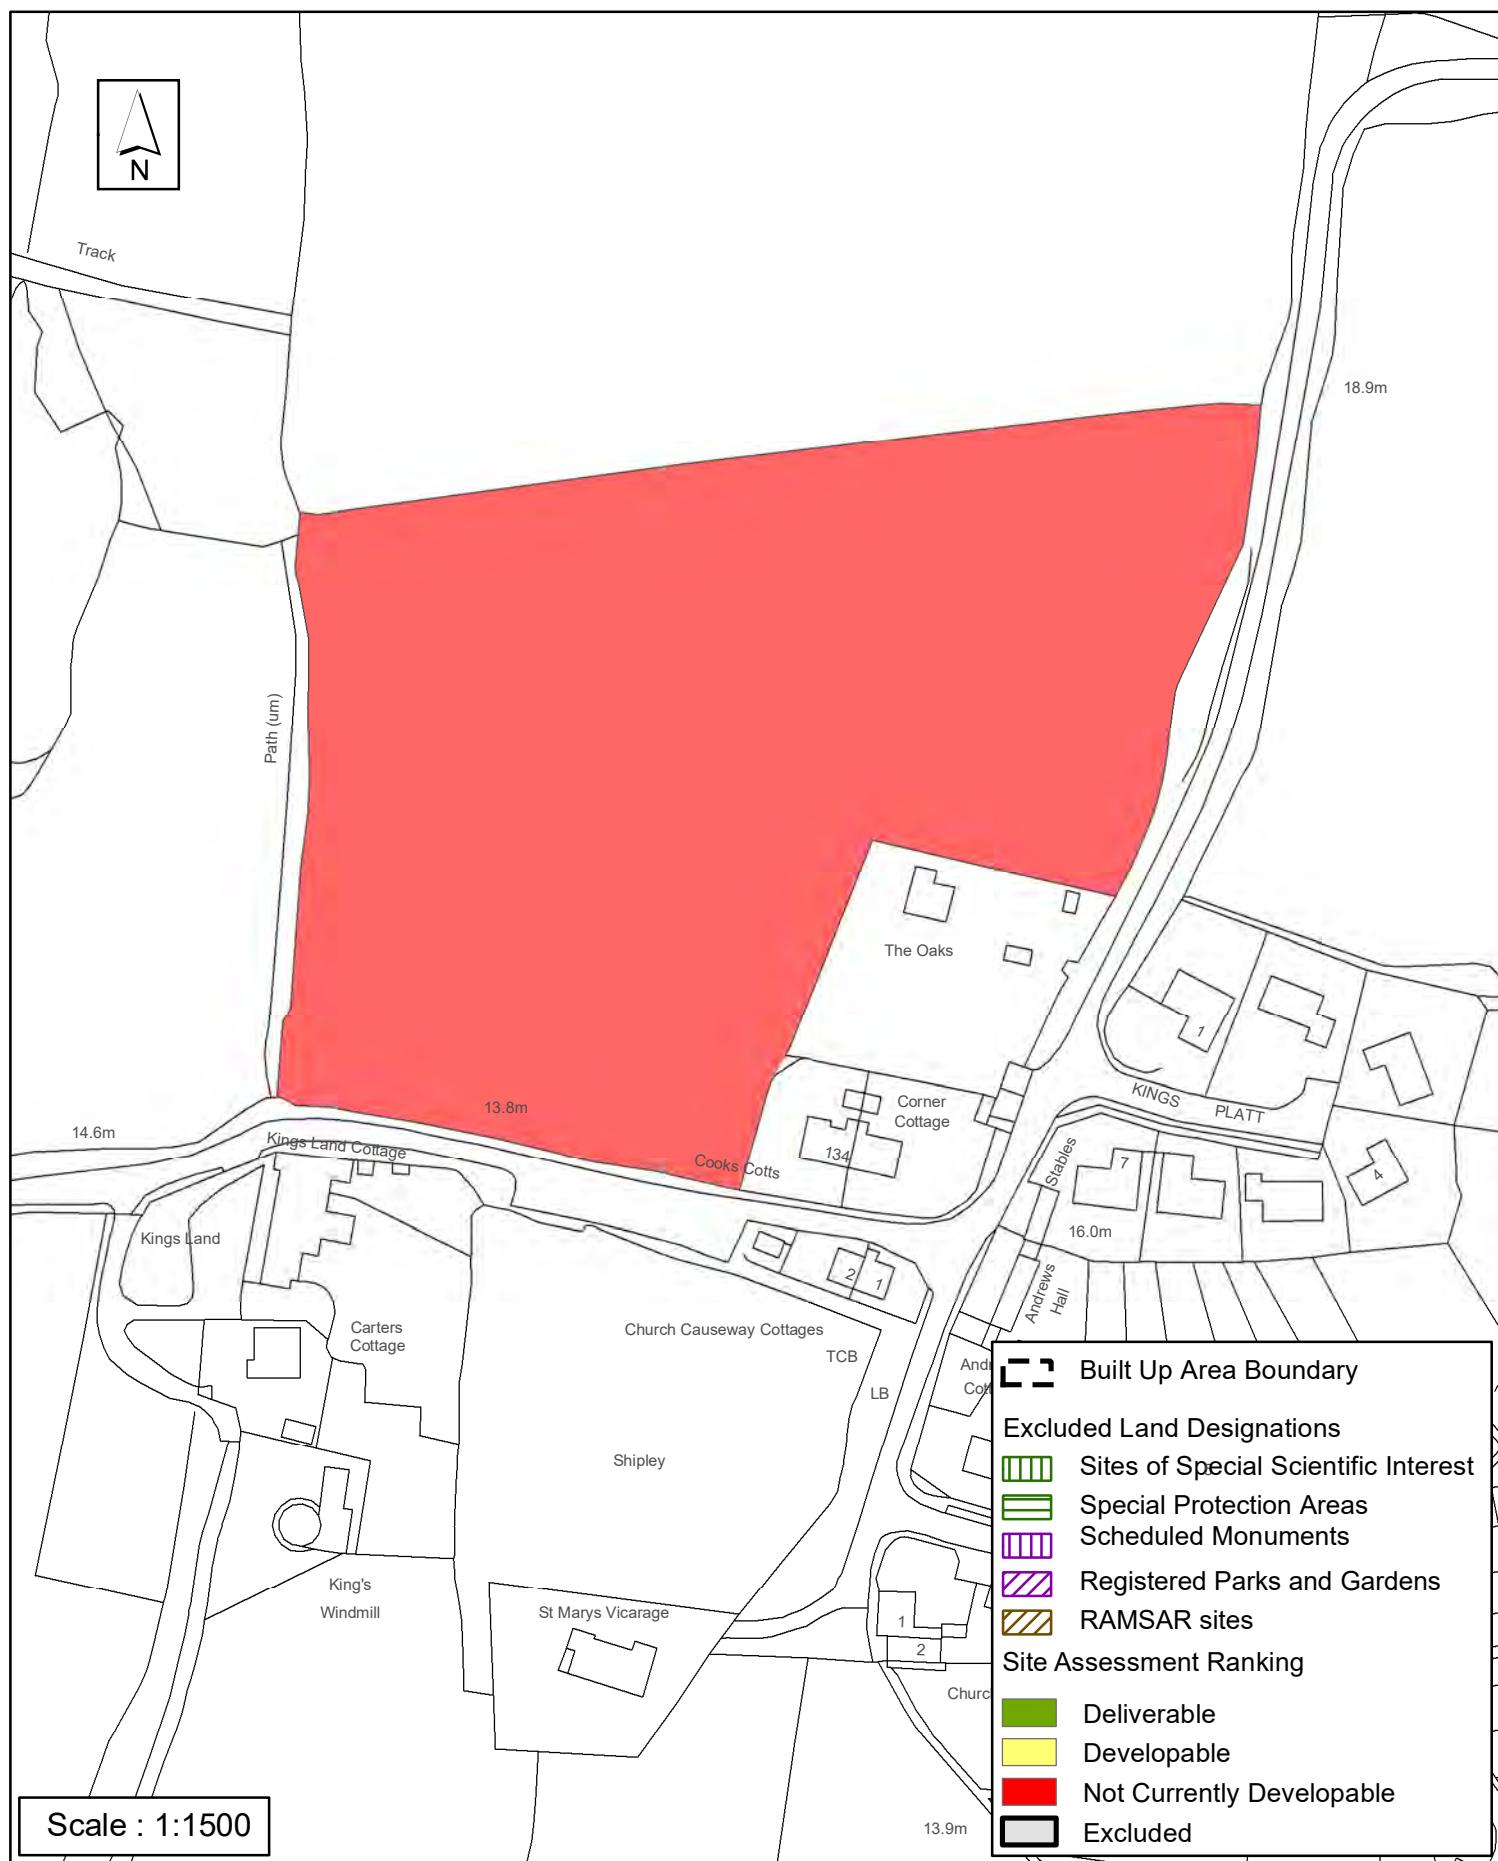 N
Track
18.9m
Path (um)
The Oaks
1
KINGS PLATT
Corner
Cottage
13.8m
14.6m
Kings Land Cottage
134
Cooks Cotts
Stables
7
4
16.0m
Kings Land
2
1
Andrews
Hall
Carters
Cottage
Church Causeway Cottages
TCB
LB
Shipley
King's
Windmill
St Marys Vicarage
1
2
13.9m
Built Up Area Boundary
Excluded Land Designations
Sites of Special Scientific Interest
Special Protection Areas
Scheduled Monuments
Registered Parks and Gardens
RAMSAR sites
Site Assessment Ranking
Deliverable
Developable
Not Currently Developable
Excluded
Scale : 1:1500